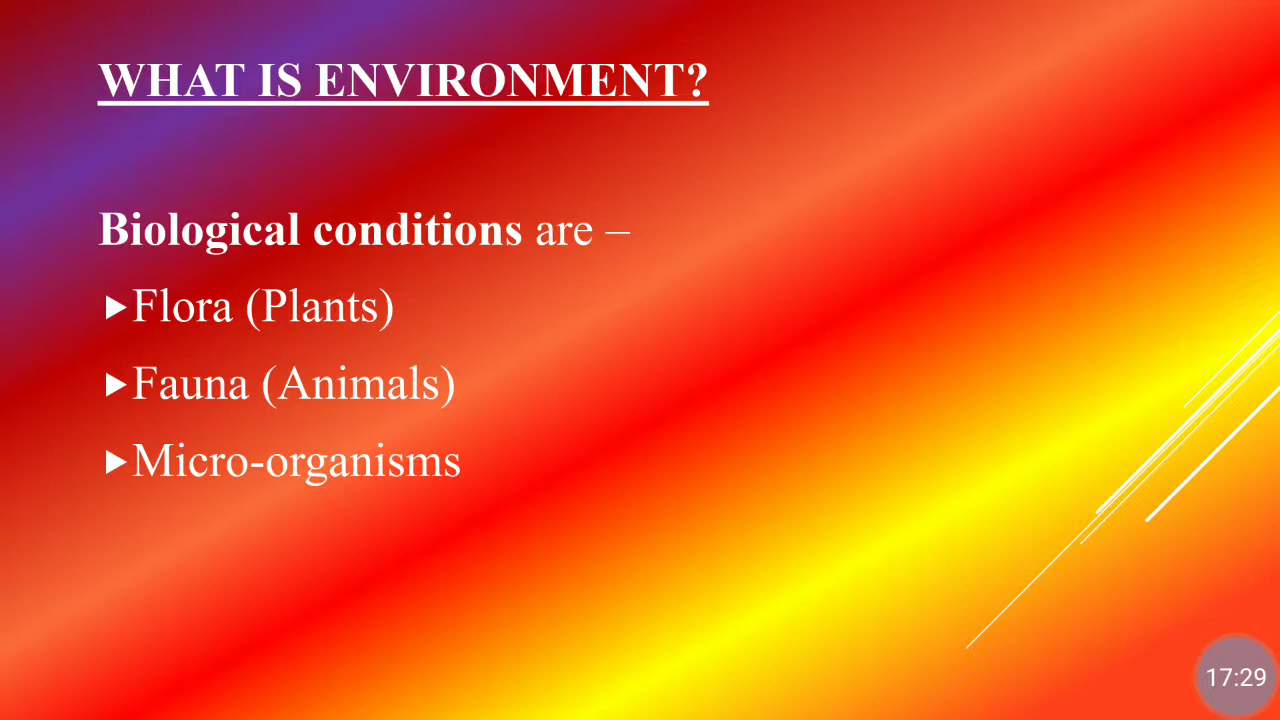 WHAT IS ENVIRONMENT?
Biological conditions are –
Flora (Plants)
Fauna (Animals)
Micro-organisms
17:29